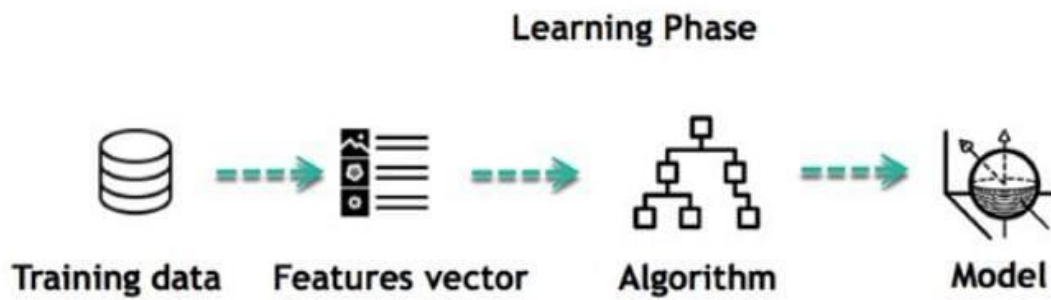 Learning Phase
Training data
Features vector
Algorithm
Model